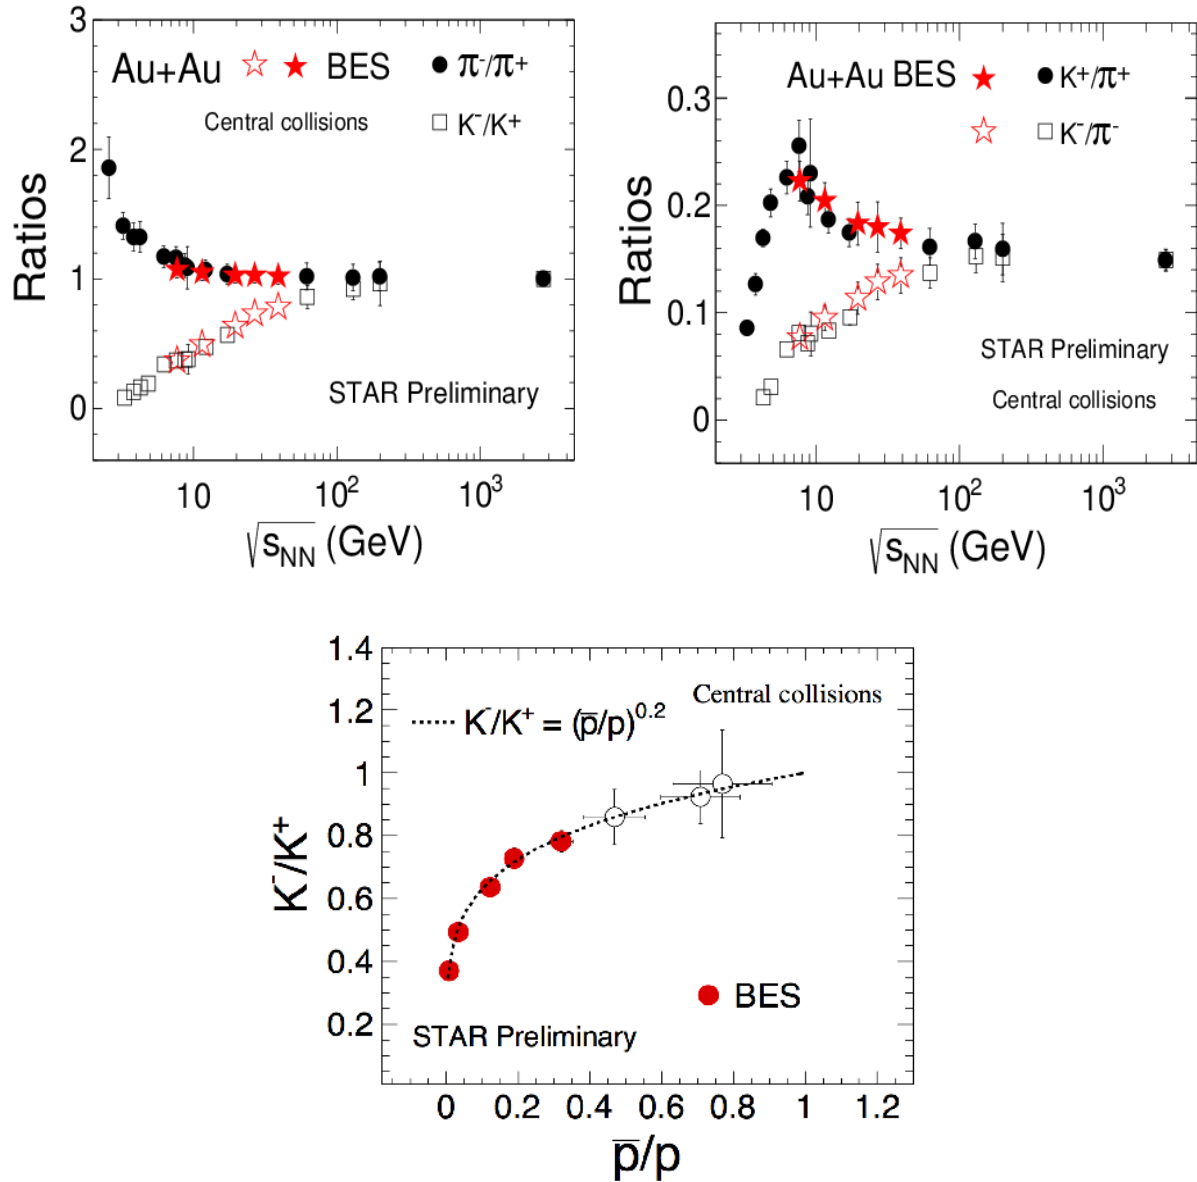 3
2
1
0
Ratios
Au+Au ☆ ★ BES ● π⁻/π⁺
Central collisions □ K⁻/K⁺
STAR Preliminary
10 10² 10³
√s_NN (GeV)
0.3
0.2
0.1
0
Ratios
Au+Au BES ★ ● K⁺/π⁺
☆ □ K⁻/π⁻
STAR Preliminary
Central collisions
10 10² 10³
√s_NN (GeV)
1.4
1.2
1
0.8
0.6
0.4
0.2
K⁻/K⁺
Central collisions
K⁻/K⁺ = (p̅/p)^0.2
BES
STAR Preliminary
0 0.2 0.4 0.6 0.8 1 1.2
p̅/p